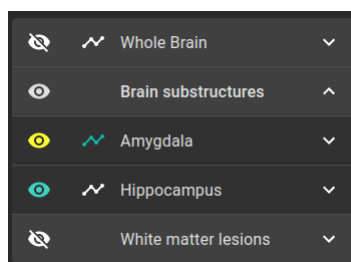 Whole Brain
Brain substructures
Amygdala
Hippocampus
White matter lesions